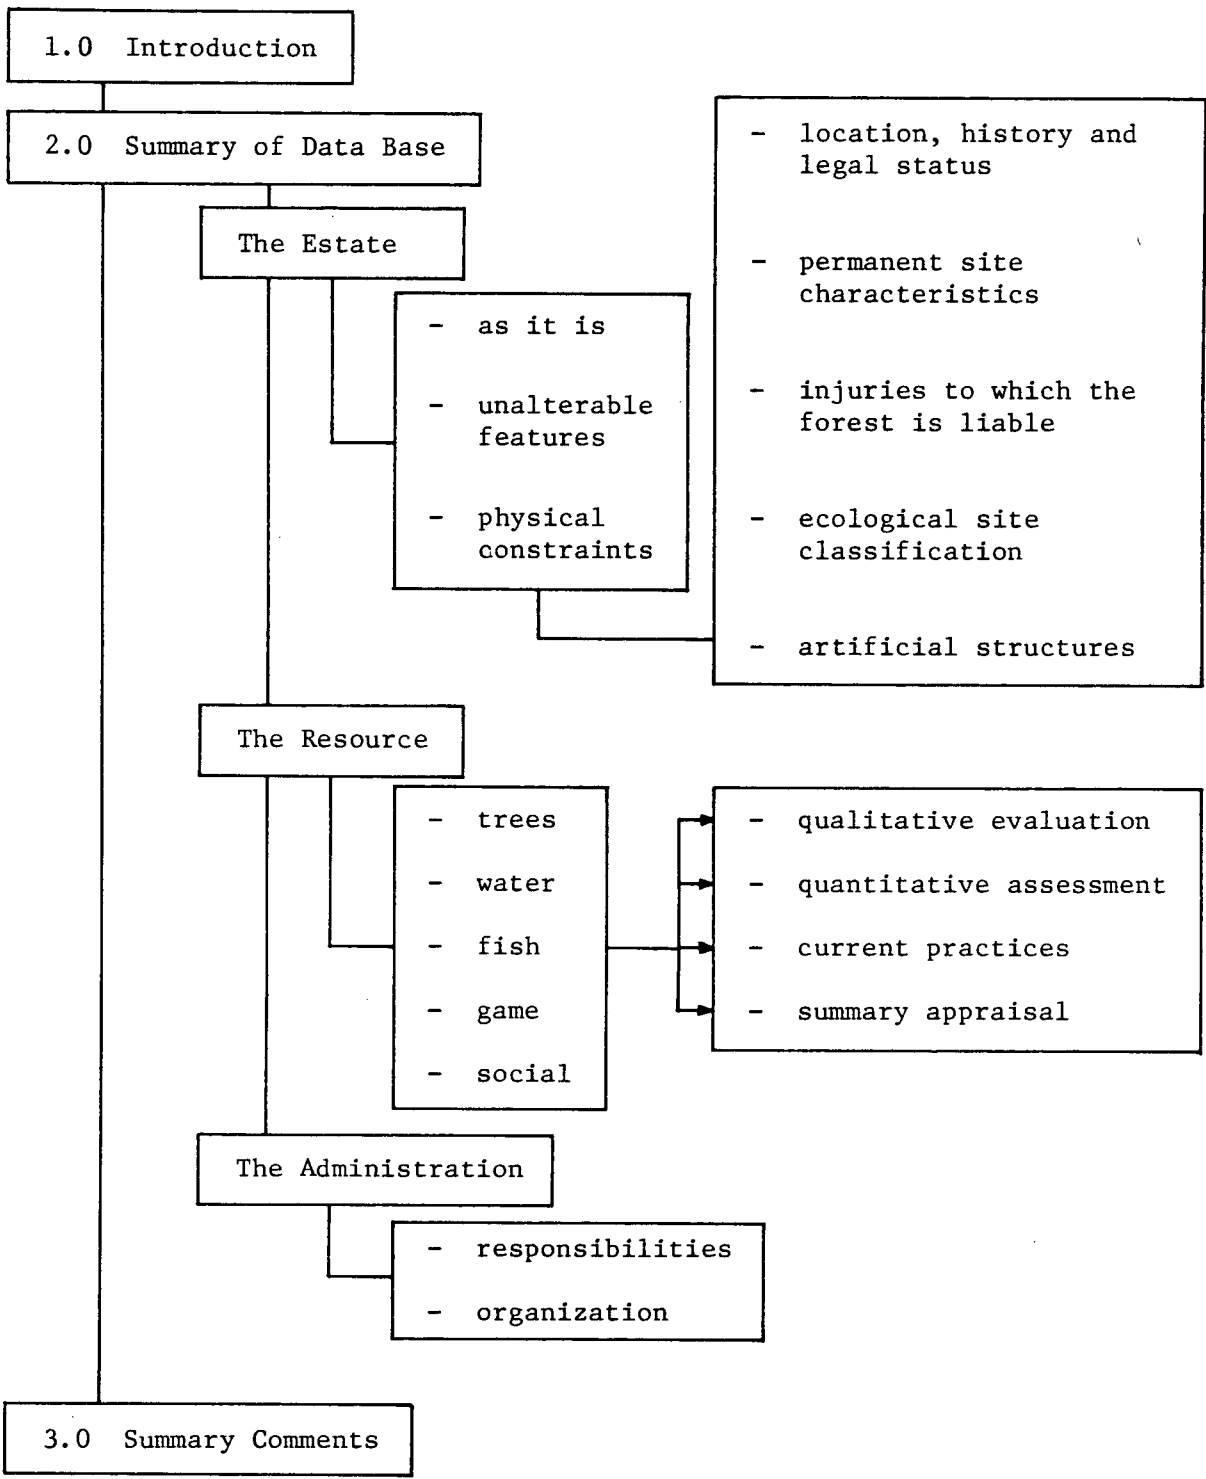 1.0 Introduction
2.0 Summary of Data Base
The Estate
- as it is
- unalterable
features
- physical
constraints
- location, history and
legal status
- permanent site
characteristics
- injuries to which the
forest is liable
- ecological site
classification
- artificial structures
The Resource
- trees
- water
- fish
- game
- social
- qualitative evaluation
- quantitative assessment
- current practices
- summary appraisal
The Administration
- responsibilities
- organization
3.0 Summary Comments